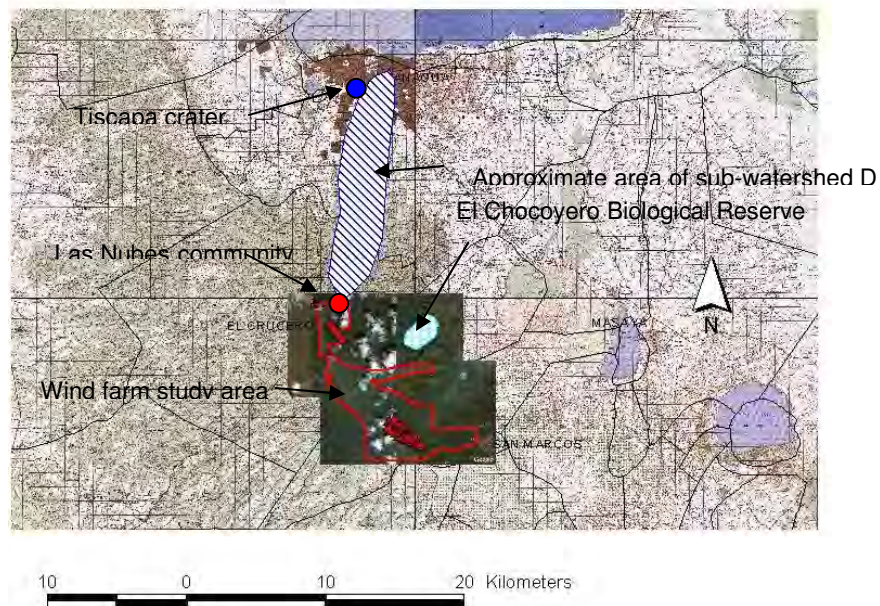 Tiscapa crater
Approximate area of sub-watershed D
El Chocoyero Biological Reserve
Las Nubes community
EL CRUCERO
MASAYA
N
Wind farm study area
SAN MARCOS
10 0 10 20 Kilometers